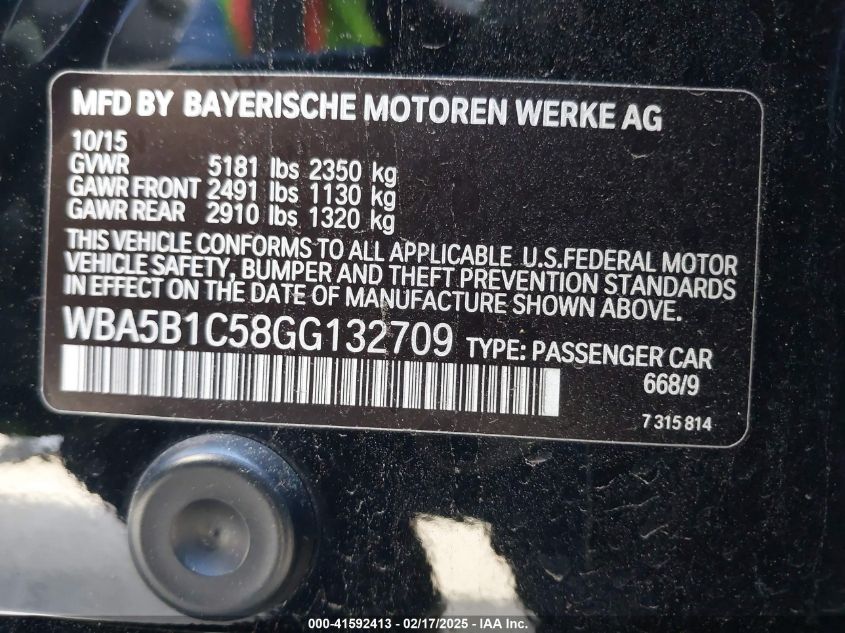 MFD BY BAYERISCHE MOTOREN WERKE AG
10/15
GVWR 5181 lbs 2350 kg
GAWR FRONT 2491 lbs 1130 kg
GAWR REAR 2910 lbs 1320 kg
THIS VEHICLE CONFORMS TO ALL APPLICABLE U.S.FEDERAL MOTOR
VEHICLE SAFETY, BUMPER AND THEFT PREVENTION STANDARDS
IN EFFECT ON THE DATE OF MANUFACTURE SHOWN ABOVE.
WBA5B1C58GG132709 TYPE: PASSENGER CAR
668/9
7 315 814
000-41592413 - 02/17/2025 - IAA Inc.